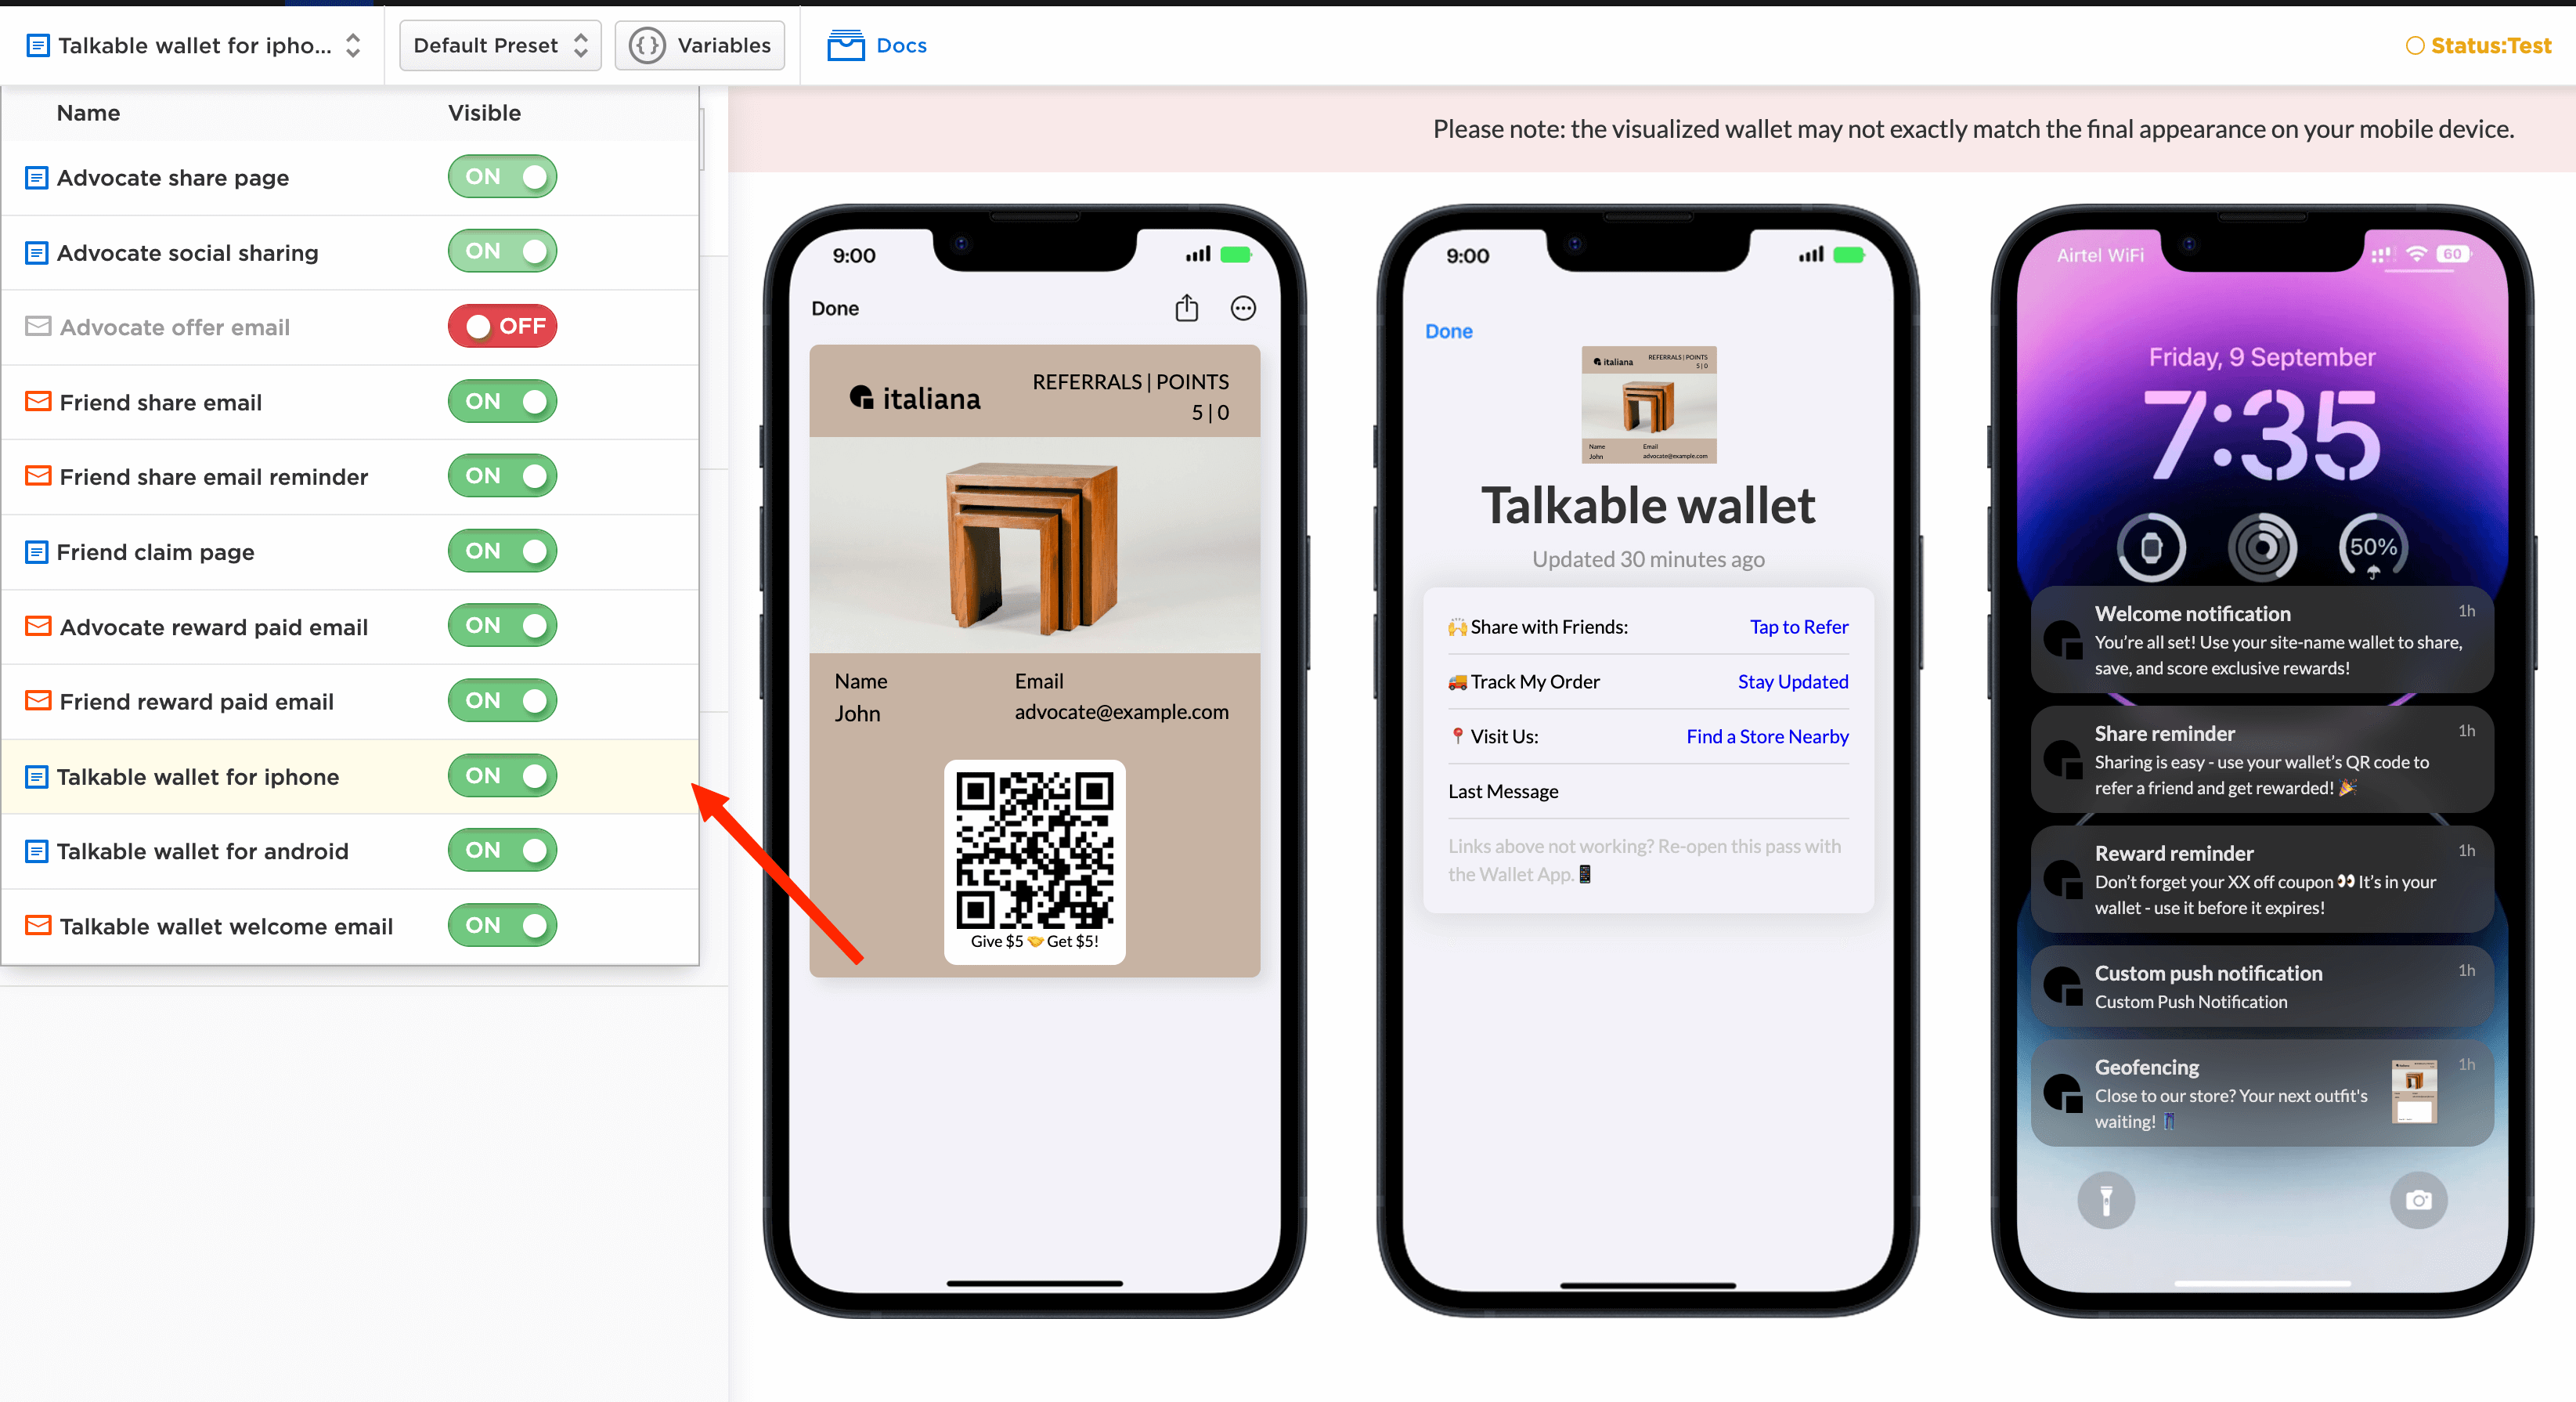 Talkable wallet for ipho...
Default Preset
{} Variables
Docs
Status:Test
Name Visible
Advocate share page ON
Advocate social sharing ON
Advocate offer email OFF
Friend share email ON
Friend share email reminder ON
Friend claim page ON
Advocate reward paid email ON
Friend reward paid email ON
Talkable wallet for iphone ON
Talkable wallet for android ON
Talkable wallet welcome email ON
Please note: the visualized wallet may not exactly match the final appearance on your mobile device.
9:00
Done
italiana
REFERRALS | POINTS
5 | 0
Name Email
John advocate@example.com
Give $5 🤝 Get $5!
9:00
Done
italiana
REFERRALS | POINTS
5 | 0
Name Email
John advocate@example.com
Talkable wallet
Updated 30 minutes ago
🙌 Share with Friends: Tap to Refer
🚚 Track My Order Stay Updated
📍 Visit Us: Find a Store Nearby
Last Message
Links above not working? Re-open this pass with
the Wallet App. 📱
Airtel WiFi 60
Friday, 9 September
7:35
50%
Welcome notification 1h
You’re all set! Use your site-name wallet to share,
save, and score exclusive rewards!
Share reminder 1h
Sharing is easy - use your wallet’s QR code to
refer a friend and get rewarded! 🎉
Reward reminder 1h
Don’t forget your XX off coupon 👀 It’s in your
wallet - use it before it expires!
Custom push notification 1h
Custom Push Notification
Geofencing 1h
Close to our store? Your next outfit's
waiting! 👖